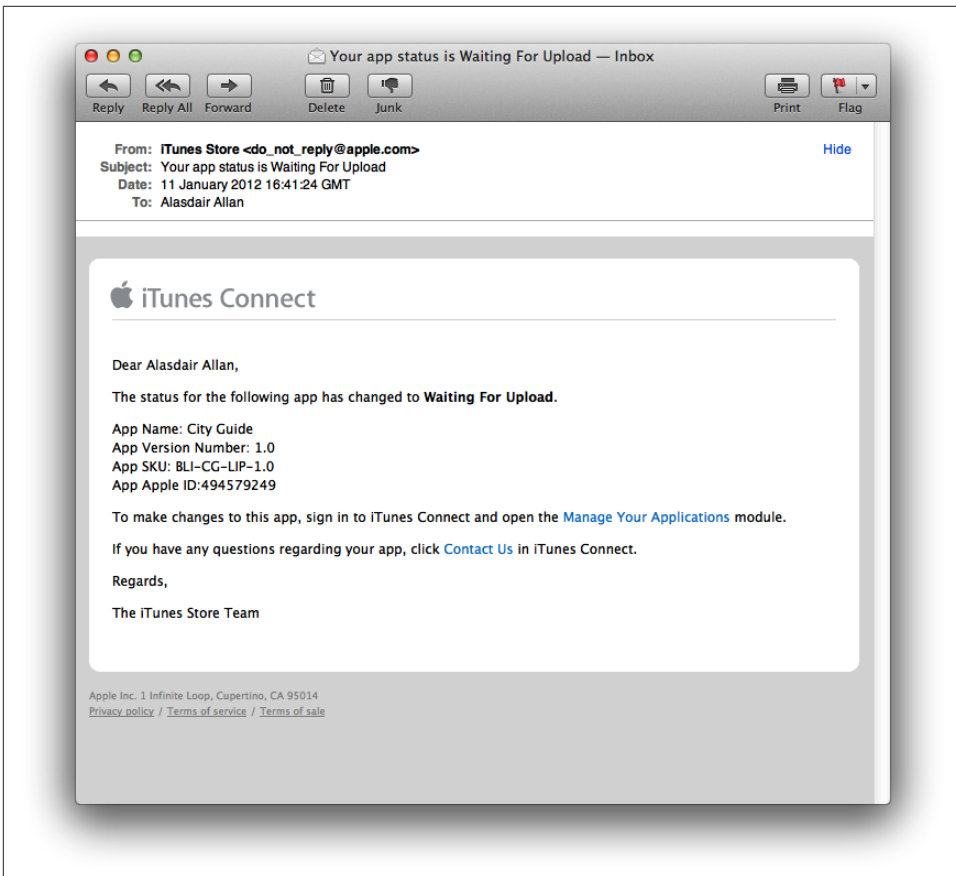 Your app status is Waiting For Upload — Inbox
Reply Reply All Forward Delete Junk Print Flag
From: iTunes Store <do_not_reply@apple.com> Hide
Subject: Your app status is Waiting For Upload
Date: 11 January 2012 16:41:24 GMT
To: Alasdair Allan
iTunes Connect
Dear Alasdair Allan,
The status for the following app has changed to Waiting For Upload.
App Name: City Guide
App Version Number: 1.0
App SKU: BLI-CG-LIP-1.0
App Apple ID:494579249
To make changes to this app, sign in to iTunes Connect and open the Manage Your Applications module.
If you have any questions regarding your app, click Contact Us in iTunes Connect.
Regards,
The iTunes Store Team
Apple Inc. 1 Infinite Loop, Cupertino, CA 95014
Privacy policy / Terms of service / Terms of sale